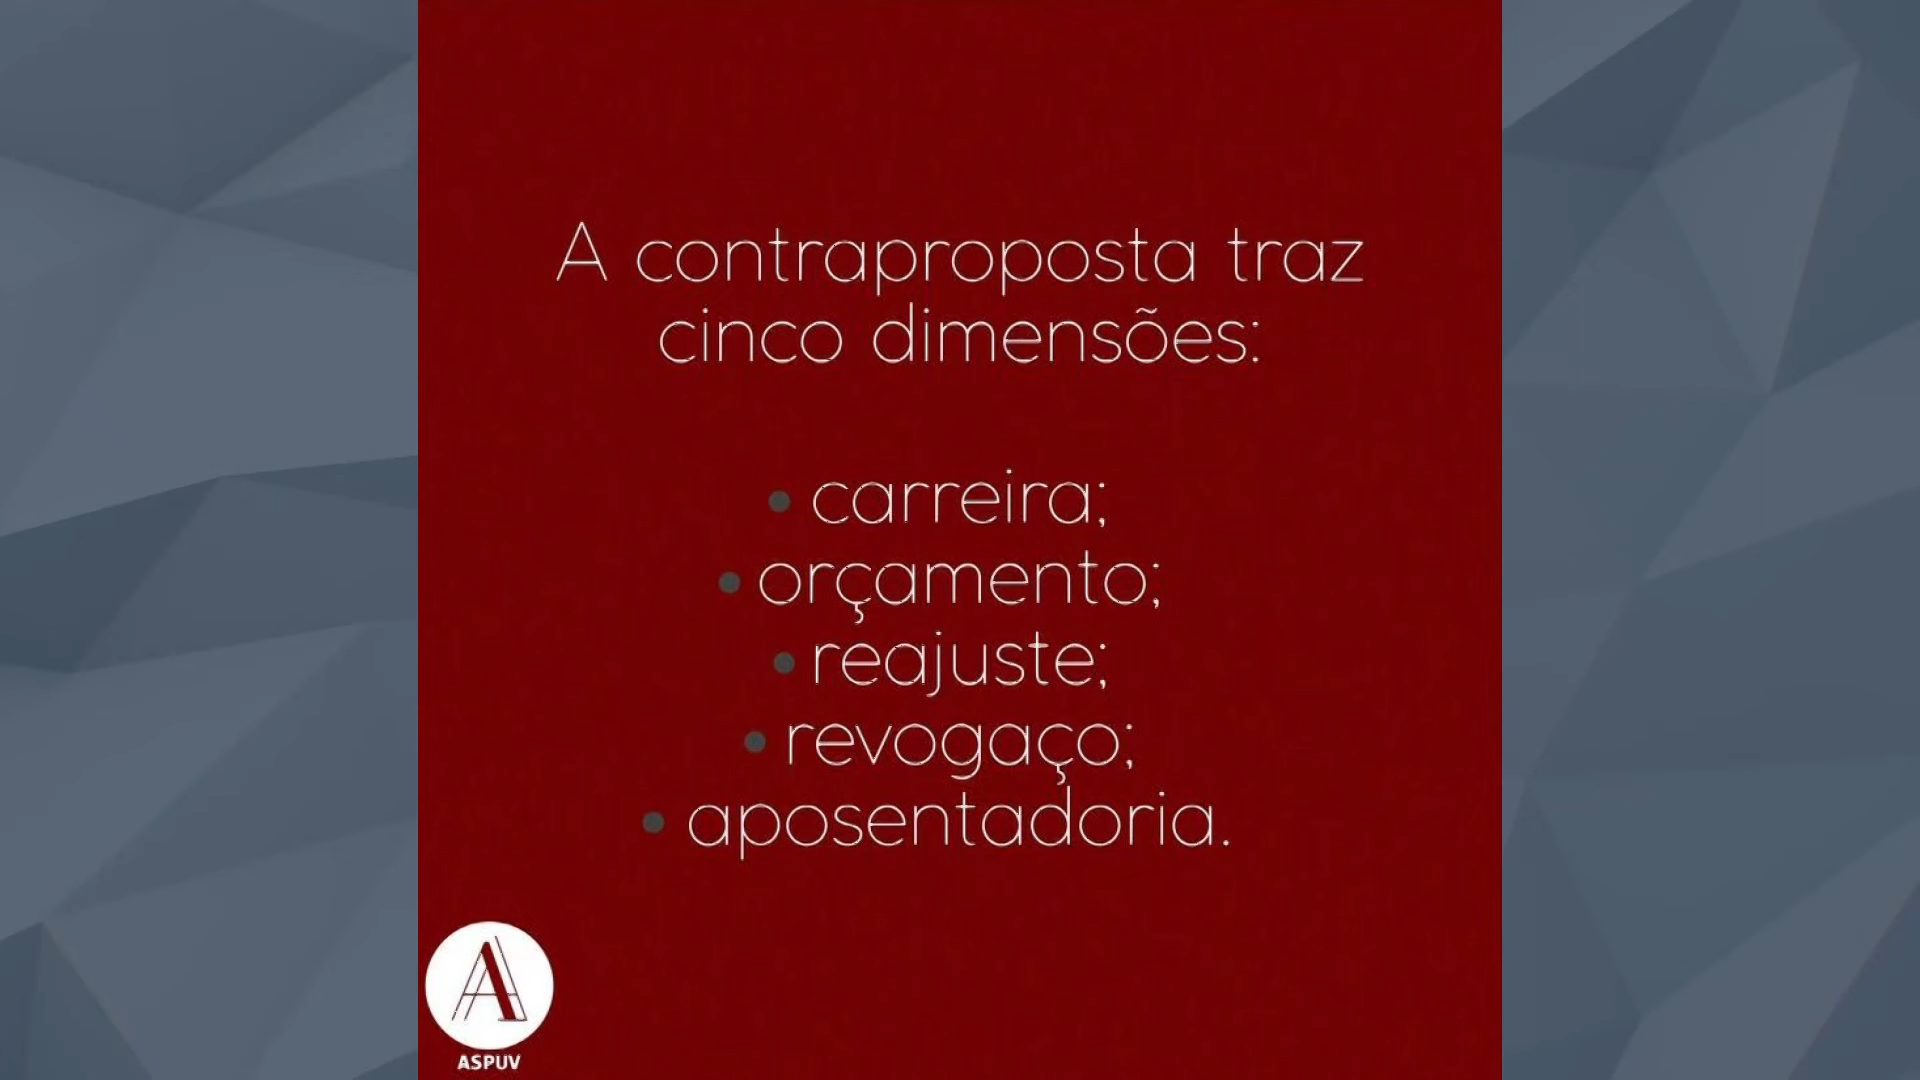 A contraproposta traz
cinco dimensões:
• carreira;
• orçamento;
• reajuste;
• revogaço;
• aposentadoria.
A
ASPUV